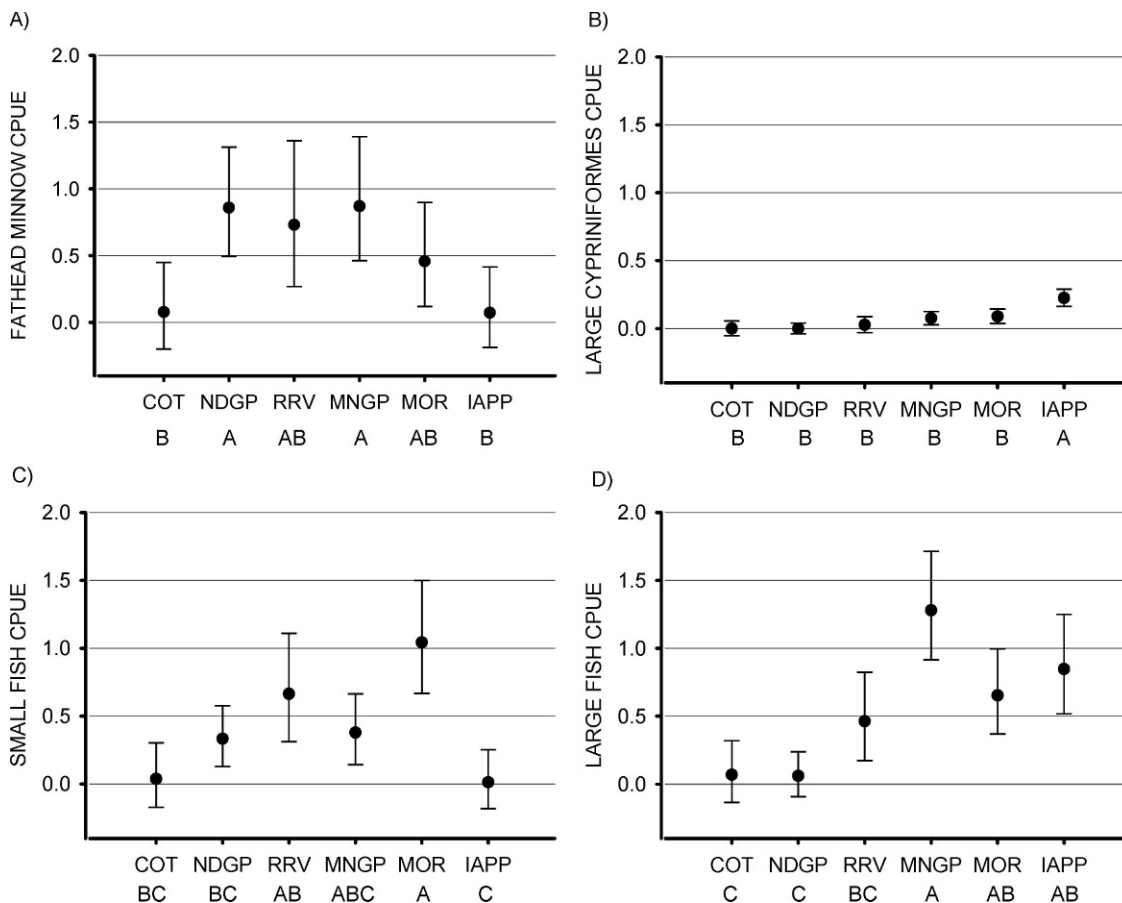 A)
FATHEAD MINNOW CPUE
2.0
1.5
1.0
0.5
0.0
COT NDGP RRV MNGP MOR IAPP
B A AB A AB B
B)
LARGE CYPRINIFORMES CPUE
2.0
1.5
1.0
0.5
0.0
COT NDGP RRV MNGP MOR IAPP
B B B B B A
C)
SMALL FISH CPUE
2.0
1.5
1.0
0.5
0.0
COT NDGP RRV MNGP MOR IAPP
BC BC AB ABC A C
D)
LARGE FISH CPUE
2.0
1.5
1.0
0.5
0.0
COT NDGP RRV MNGP MOR IAPP
C C BC A AB AB